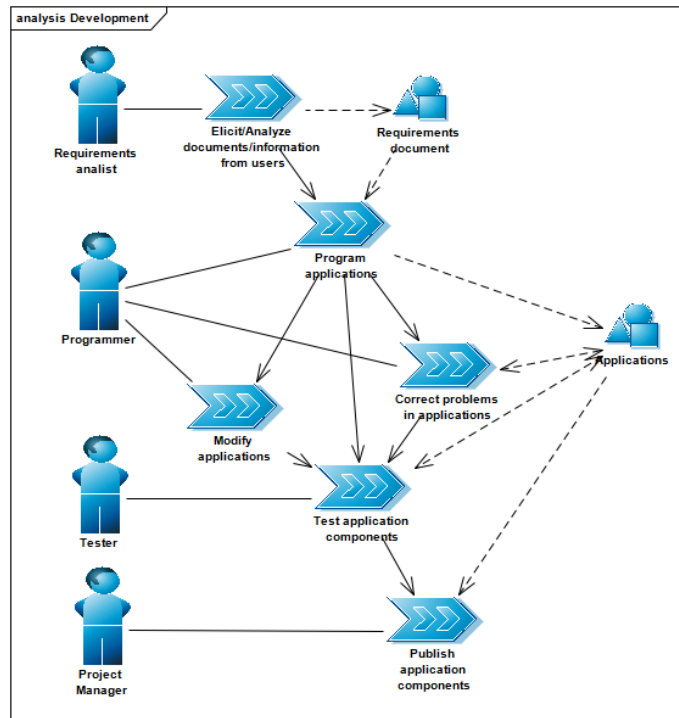 analysis Development
Requirements
analist
Elicit/Analyze
documents/information
from users
Requirements
document
Program
applications
Programmer
Applications
Correct problems
in applications
Modify
applications
Tester
Test application
components
Project
Manager
Publish
application
components